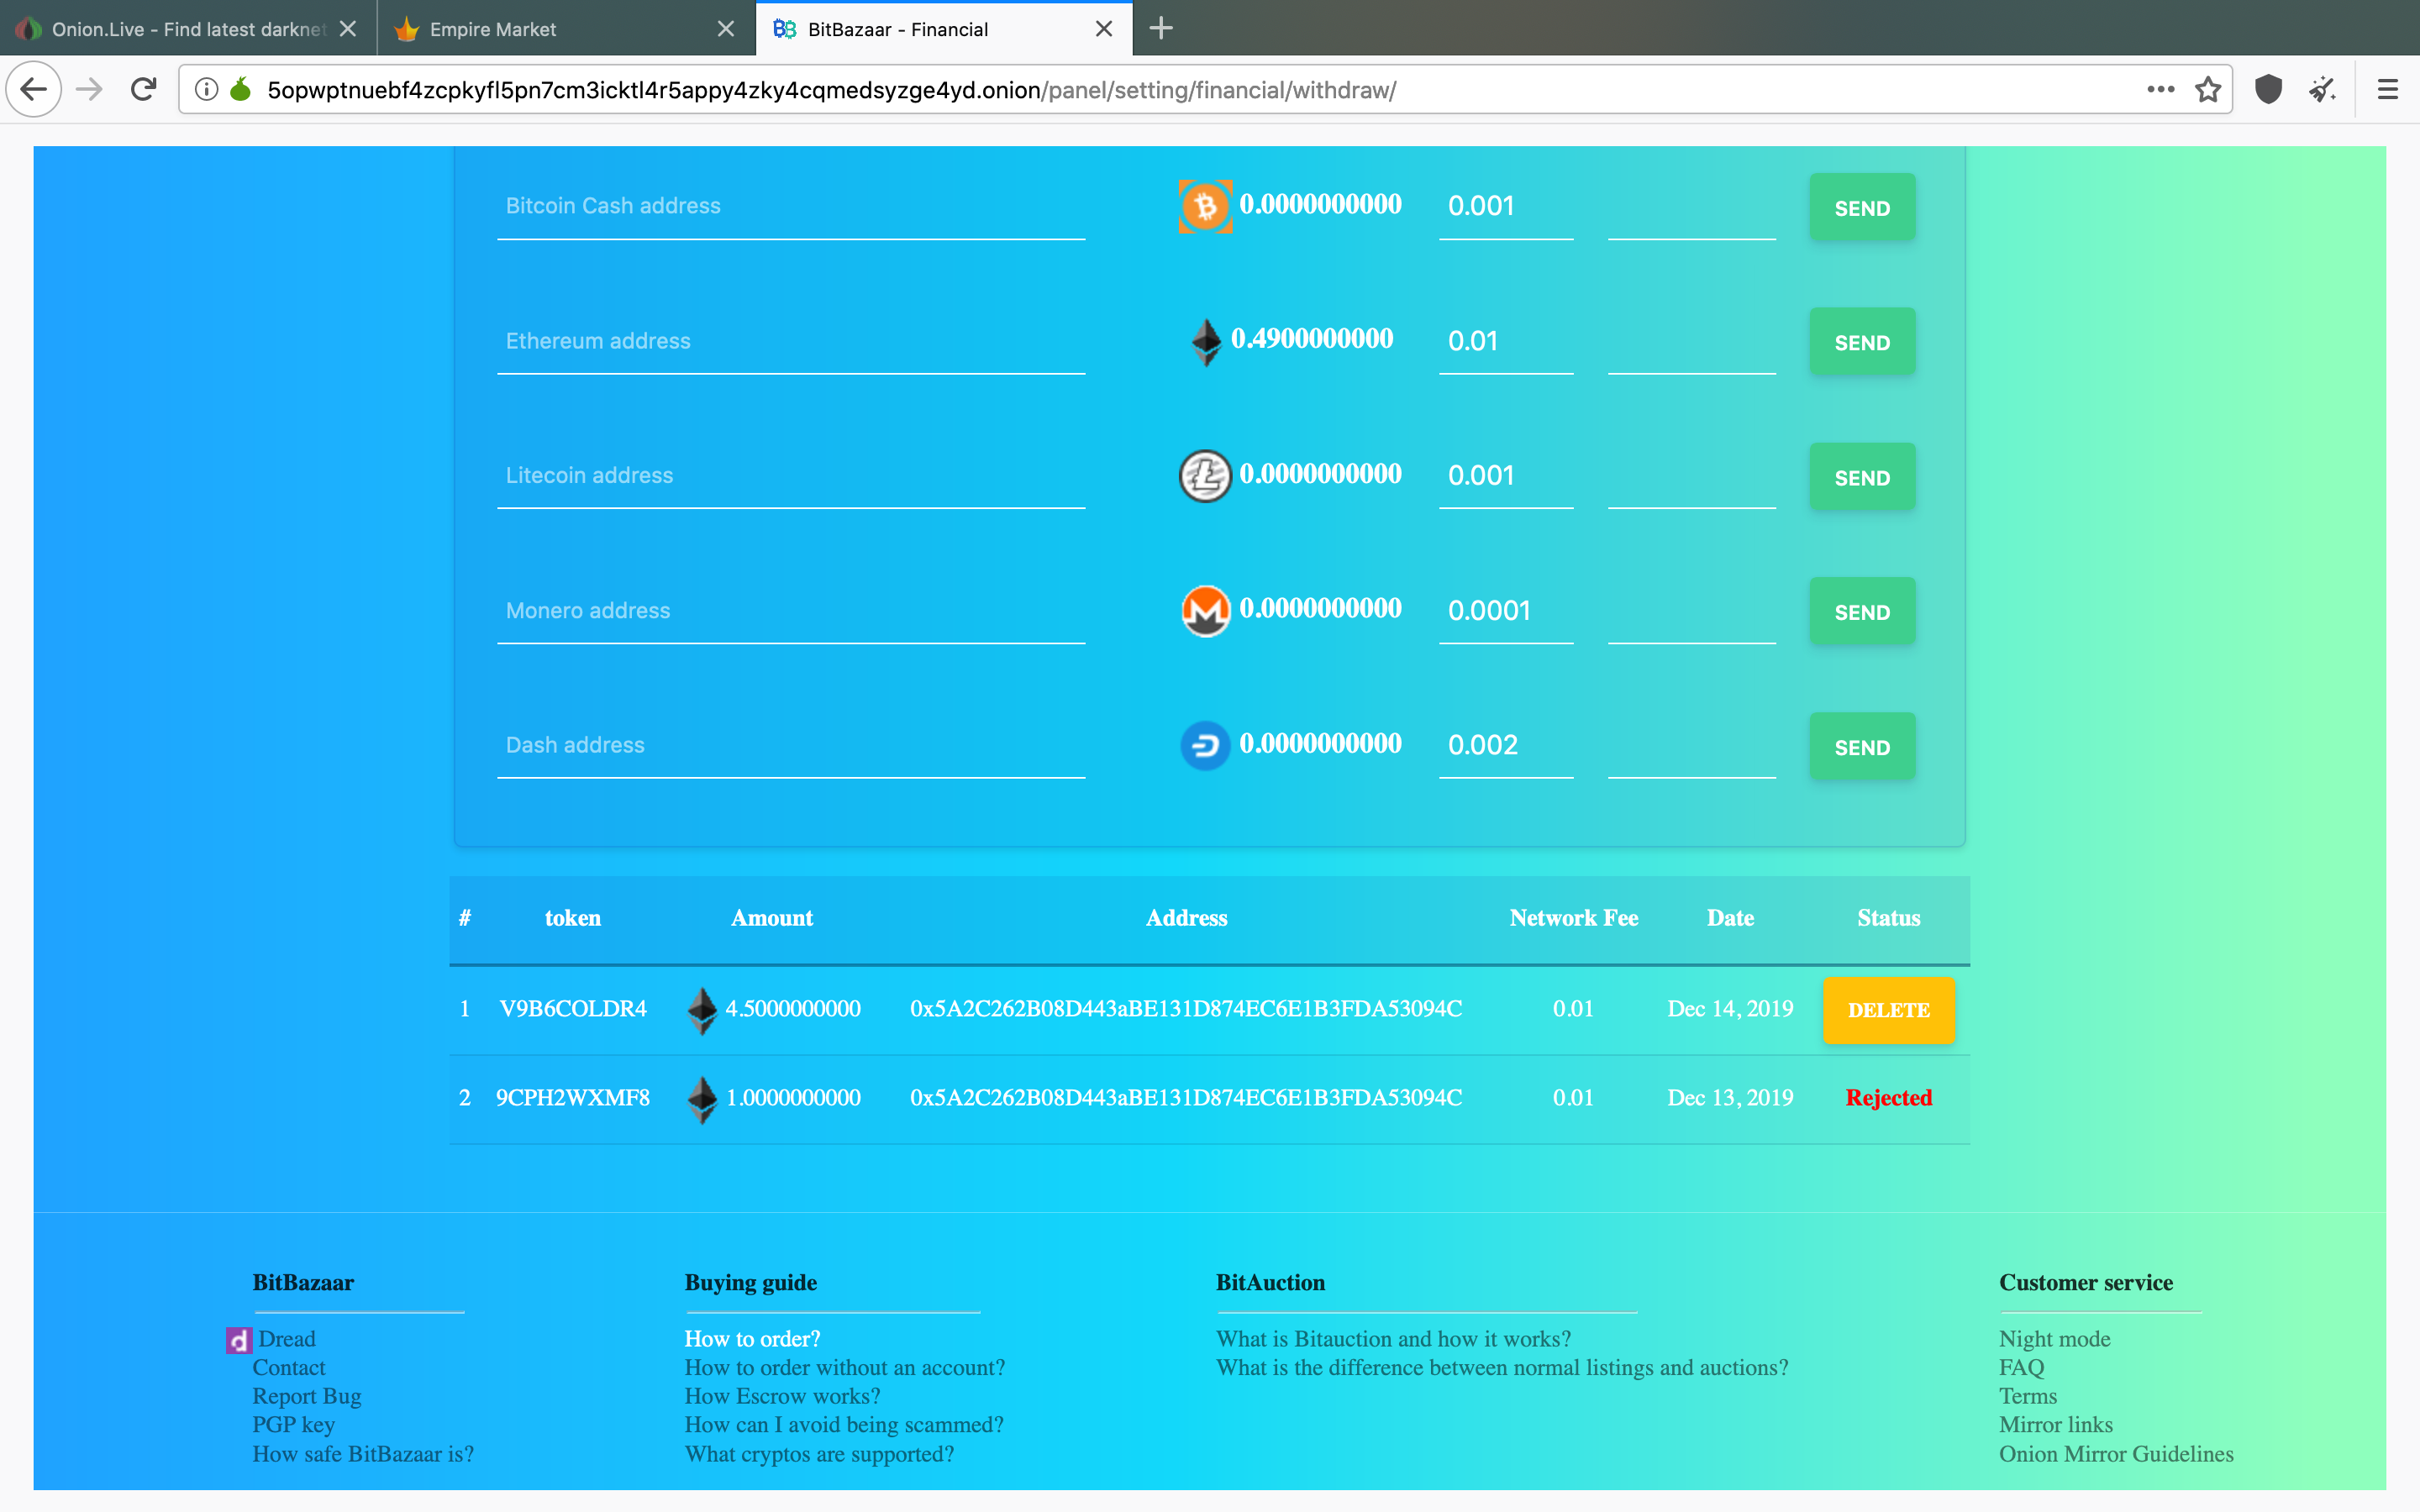 Onion.Live - Find latest darknet
Empire Market
BitBazaar - Financial
5opwptnuebf4zcpkyfl5pn7cm3icktl4r5appy4zky4cqmedsyzge4yd.onion/panel/setting/financial/withdraw/
Bitcoin Cash address 0.0000000000 0.001 SEND
Ethereum address 0.4900000000 0.01 SEND
Litecoin address 0.0000000000 0.001 SEND
Monero address 0.0000000000 0.0001 SEND
Dash address 0.0000000000 0.002 SEND
# token Amount Address Network Fee Date Status
1 V9B6COLDR4 4.5000000000 0x5A2C262B08D443aBE131D874EC6E1B3FDA53094C 0.01 Dec 14, 2019 DELETE
2 9CPH2WXMF8 1.0000000000 0x5A2C262B08D443aBE131D874EC6E1B3FDA53094C 0.01 Dec 13, 2019 Rejected
BitBazaar
d Dread
Contact
Report Bug
PGP key
How safe BitBazaar is?
Buying guide
How to order?
How to order without an account?
How Escrow works?
How can I avoid being scammed?
What cryptos are supported?
BitAuction
What is Bitauction and how it works?
What is the difference between normal listings and auctions?
Customer service
Night mode
FAQ
Terms
Mirror links
Onion Mirror Guidelines